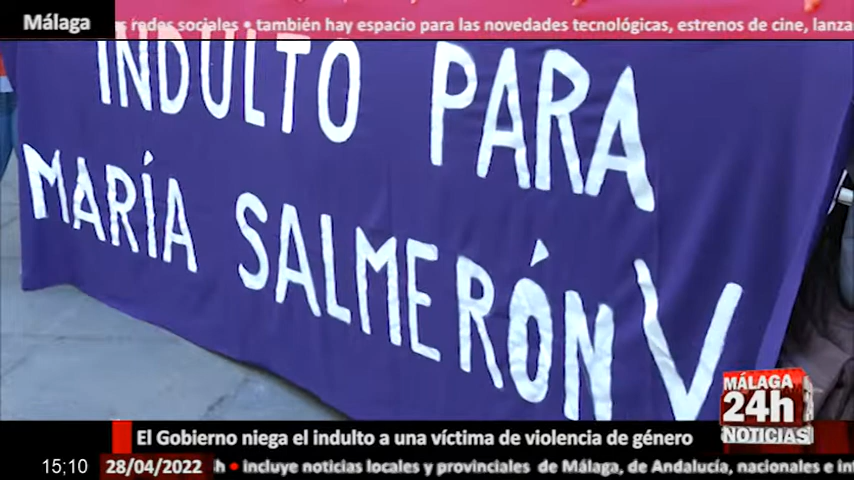 Málaga
redes sociales • también hay espacio para las novedades tecnológicas, estrenos de cine, lanza
INDULTO PARA
MARÍA SALMERÓN V
MÁLAGA
24h
NOTICIAS
El Gobierno niega el indulto a una víctima de violencia de género
15:10 28/04/2022 h • incluye noticias locales y provinciales de Málaga, de Andalucía, nacionales e in